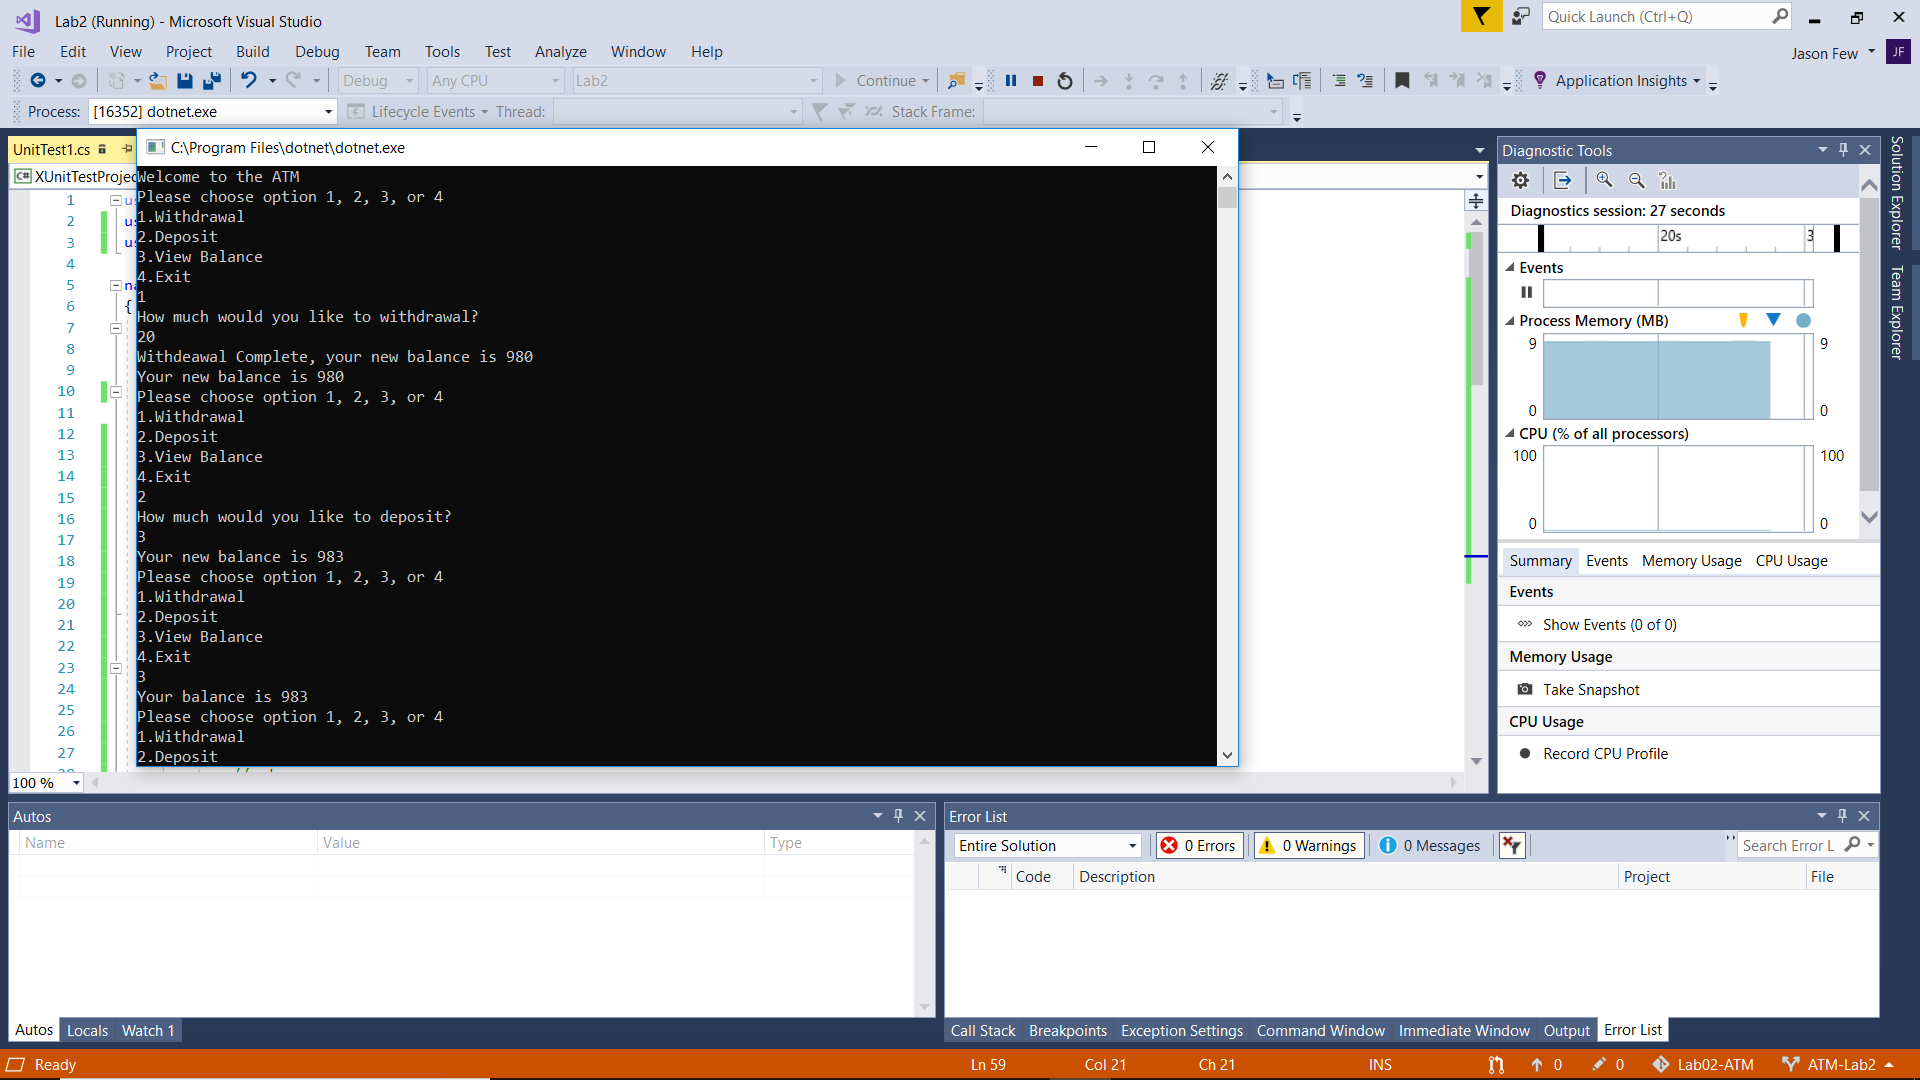 Lab2 (Running) - Microsoft Visual Studio
Quick Launch (Ctrl+Q)
File Edit View Project Build Debug Team Tools Test Analyze Window Help
Jason Few JF
Debug Any CPU Lab2 Continue Application Insights
Process: [16352] dotnet.exe Lifecycle Events Thread: Stack Frame:
UnitTest1.cs
C:\Program Files\dotnet\dotnet.exe
C# XUnitTestProjec
Welcome to the ATM
Please choose option 1, 2, 3, or 4
1.Withdrawal
2.Deposit
3.View Balance
4.Exit
1
How much would you like to withdrawal?
20
Withdeawal Complete, your new balance is 980
Your new balance is 980
Please choose option 1, 2, 3, or 4
1.Withdrawal
2.Deposit
3.View Balance
4.Exit
2
How much would you like to deposit?
3
Your new balance is 983
Please choose option 1, 2, 3, or 4
1.Withdrawal
2.Deposit
3.View Balance
4.Exit
3
Your balance is 983
Please choose option 1, 2, 3, or 4
1.Withdrawal
2.Deposit
1
2
3
4
5
6 {
7
8
9
10
11
12
13
14
15
16
17
18
19
20
21
22
23
24
25
26
27
100 %
Diagnostic Tools
Diagnostics session: 27 seconds
20s 3
Events
Process Memory (MB)
9 9
0 0
CPU (% of all processors)
100 100
0 0
Summary Events Memory Usage CPU Usage
Events
Show Events (0 of 0)
Memory Usage
Take Snapshot
CPU Usage
Record CPU Profile
Solution Explorer
Team Explorer
Autos
Name Value Type
Autos Locals Watch 1
Error List
Entire Solution 0 Errors 0 Warnings 0 Messages Search Error L
Code Description Project File
Call Stack Breakpoints Exception Settings Command Window Immediate Window Output Error List
Ready Ln 59 Col 21 Ch 21 INS 0 0 Lab02-ATM ATM-Lab2